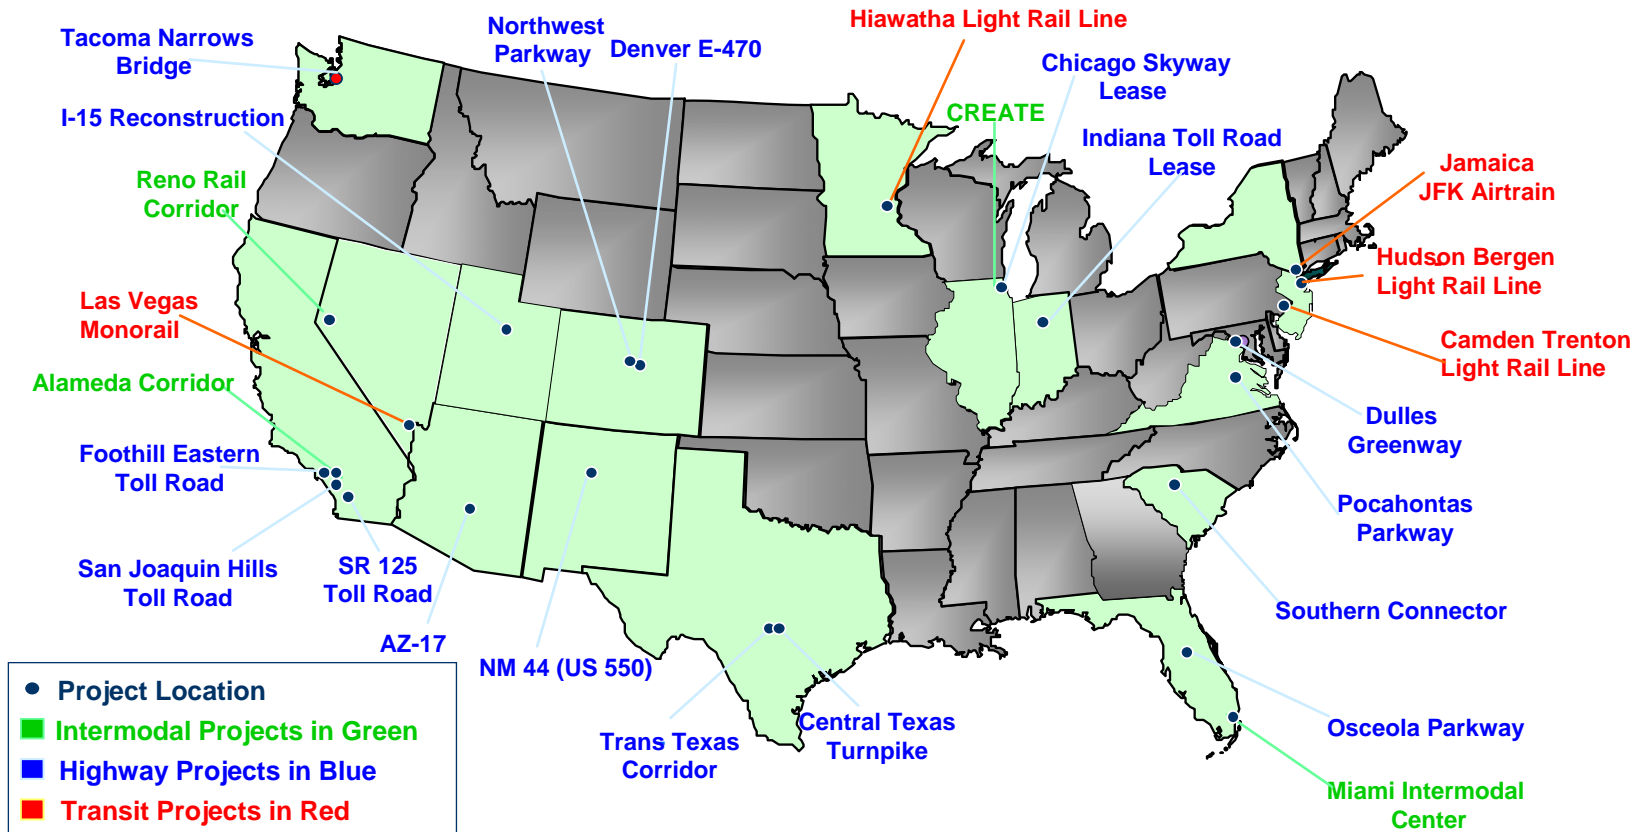 Tacoma Narrows
Bridge
Northwest
Parkway
Denver E-470
Hiawatha Light Rail Line
Chicago Skyway
Lease
I-15 Reconstruction
CREATE
Indiana Toll Road
Lease
Reno Rail
Corridor
Jamaica
JFK Airtrain
Hudson Bergen
Light Rail Line
Las Vegas
Monorail
Camden Trenton
Light Rail Line
Alameda Corridor
Dulles
Greenway
Foothill Eastern
Toll Road
Pocahontas
Parkway
San Joaquin Hills
Toll Road
SR 125
Toll Road
Southern Connector
AZ-17
NM 44 (US 550)
Trans Texas
Corridor
Central Texas
Turnpike
Osceola Parkway
Miami Intermodal
Center
Project Location
Intermodal Projects in Green
Highway Projects in Blue
Transit Projects in Red